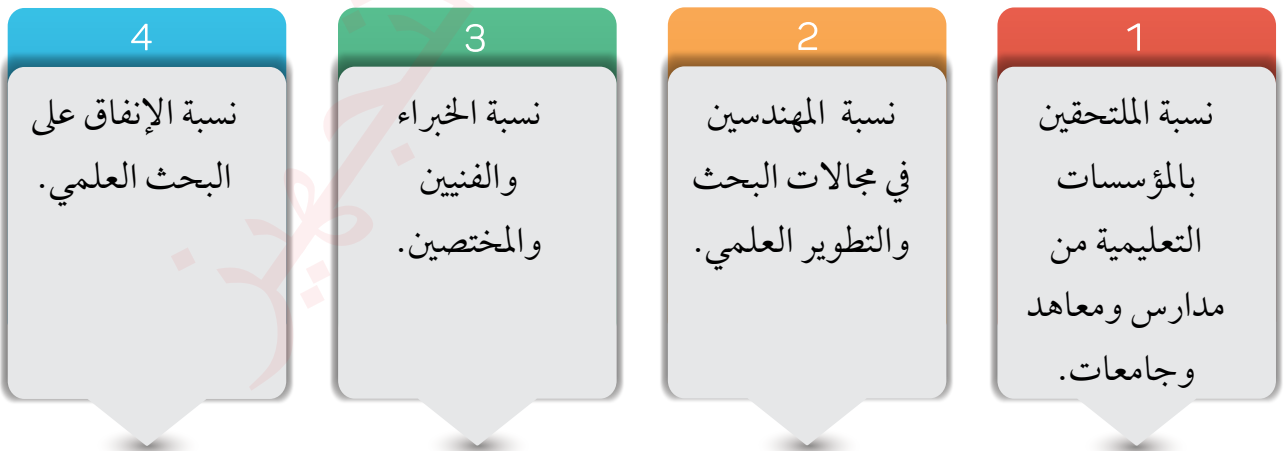 1
نسبة الملتحقين
بالمؤسسات
التعليمية من
مدارس ومعاهد
وجامعات.
2
نسبة المهندسين
في مجالات البحث
والتطوير العلمي.
3
نسبة الخبراء
والفنيين
والمختصين.
4
نسبة الإنفاق على
البحث العلمي.